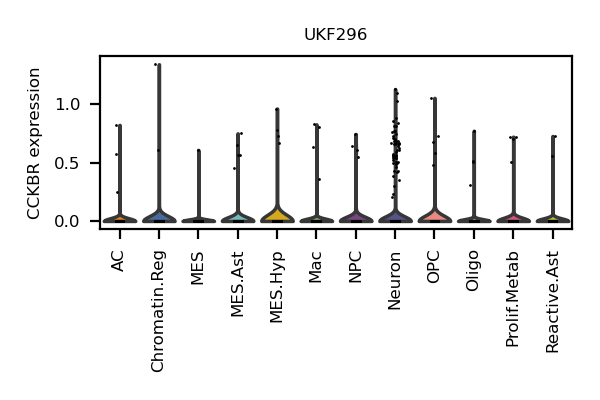 UKF296
CCKBR expression
1.0
0.5
0.0
AC
Chromatin.Reg
MES
MES.Ast
MES.Hyp
Mac
NPC
Neuron
OPC
Oligo
Prolif.Metab
Reactive.Ast